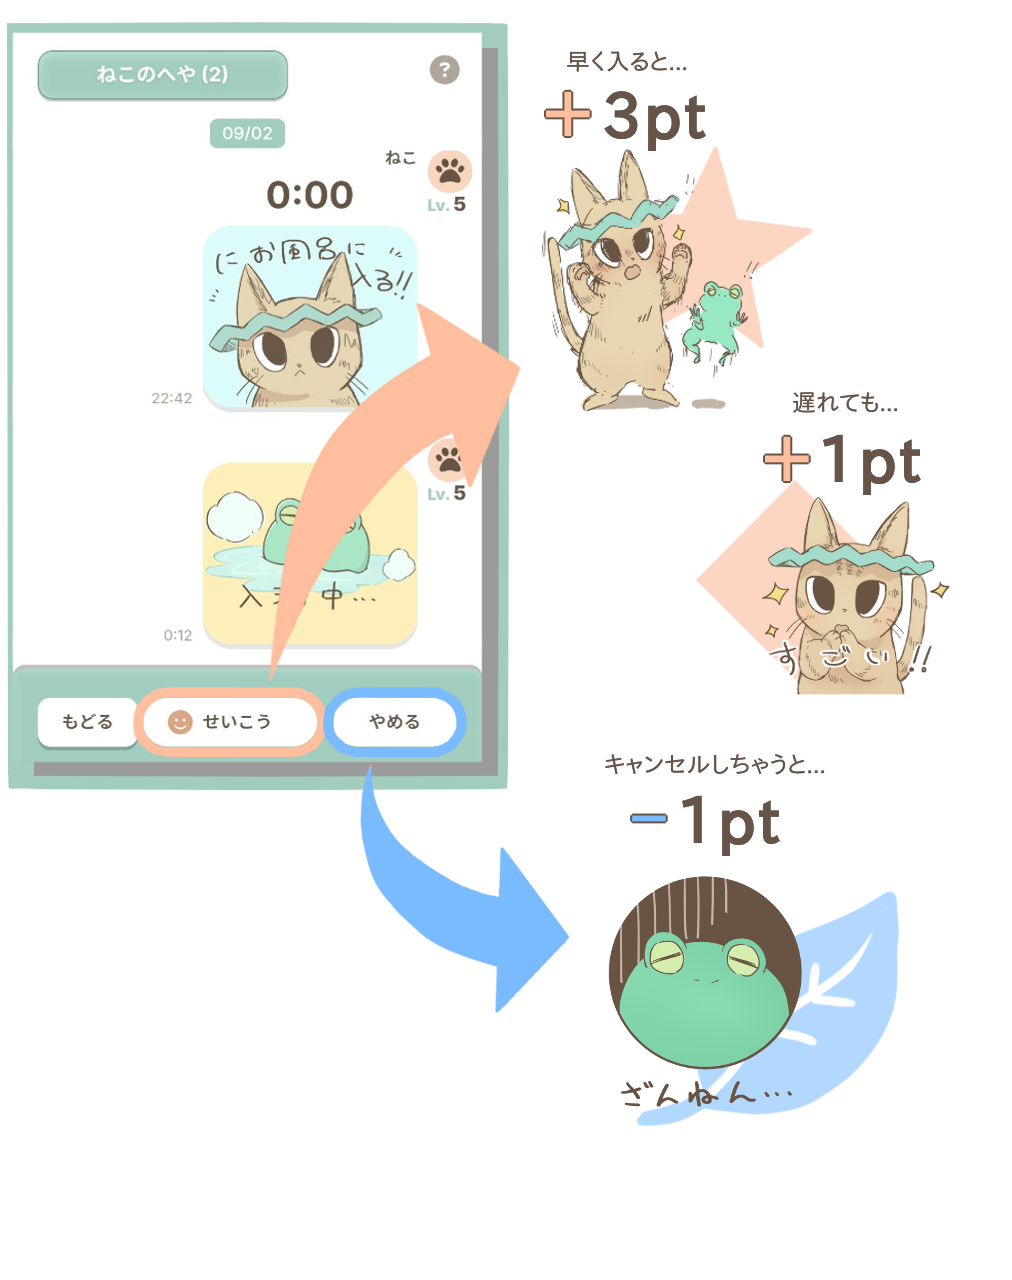 ねこのへや (2)
?
09/02
ねこ
Lv. 5
0:00
に お風呂に
入る!!
22:42
Lv. 5
入 中…
0:12
もどる
せいこう
やめる
早く入ると...
+3pt
遅れても...
+1pt
すごい!!
キャンセルしちゃうと...
-1pt
ざんねん…